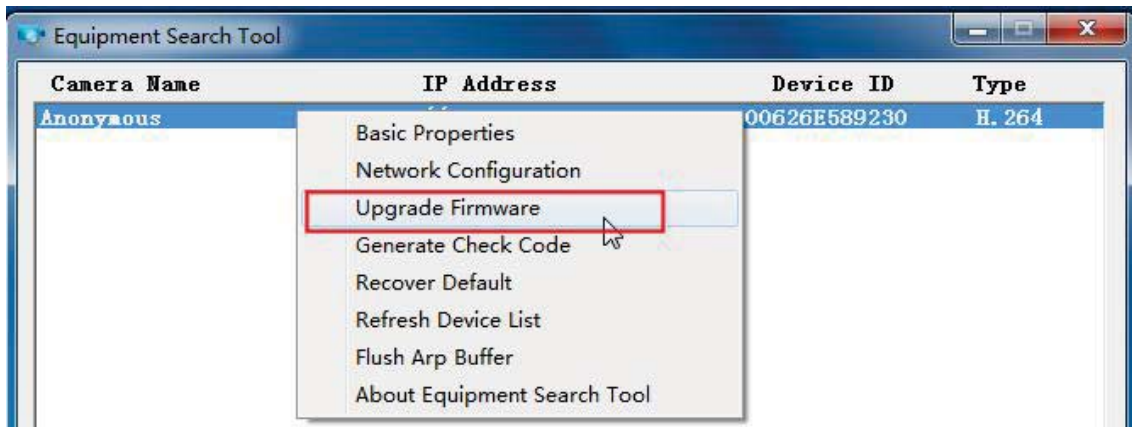 Equipment Search Tool
Camera Name IP Address Device ID Type
Anonymous 00626E589230 H.264
Basic Properties
Network Configuration
Upgrade Firmware
Generate Check Code
Recover Default
Refresh Device List
Flush Arp Buffer
About Equipment Search Tool